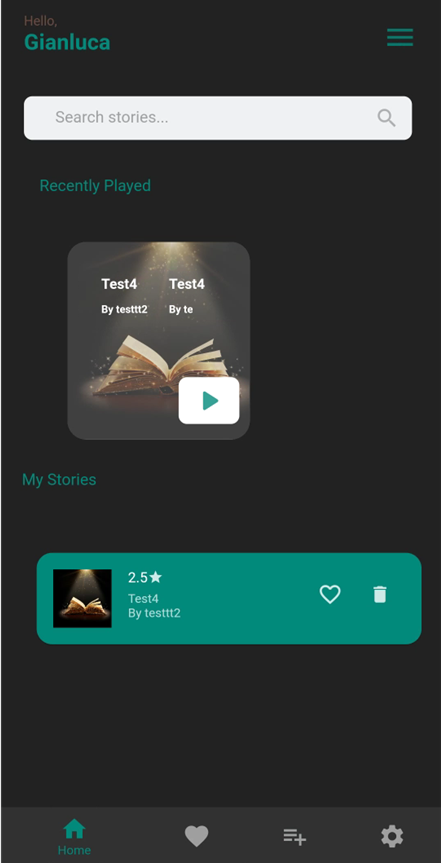 Hello,
Gianluca
Search stories...
Recently Played
Test4 Test4
By testtt2 By te
My Stories
2.5★
Test4
By testtt2
Home